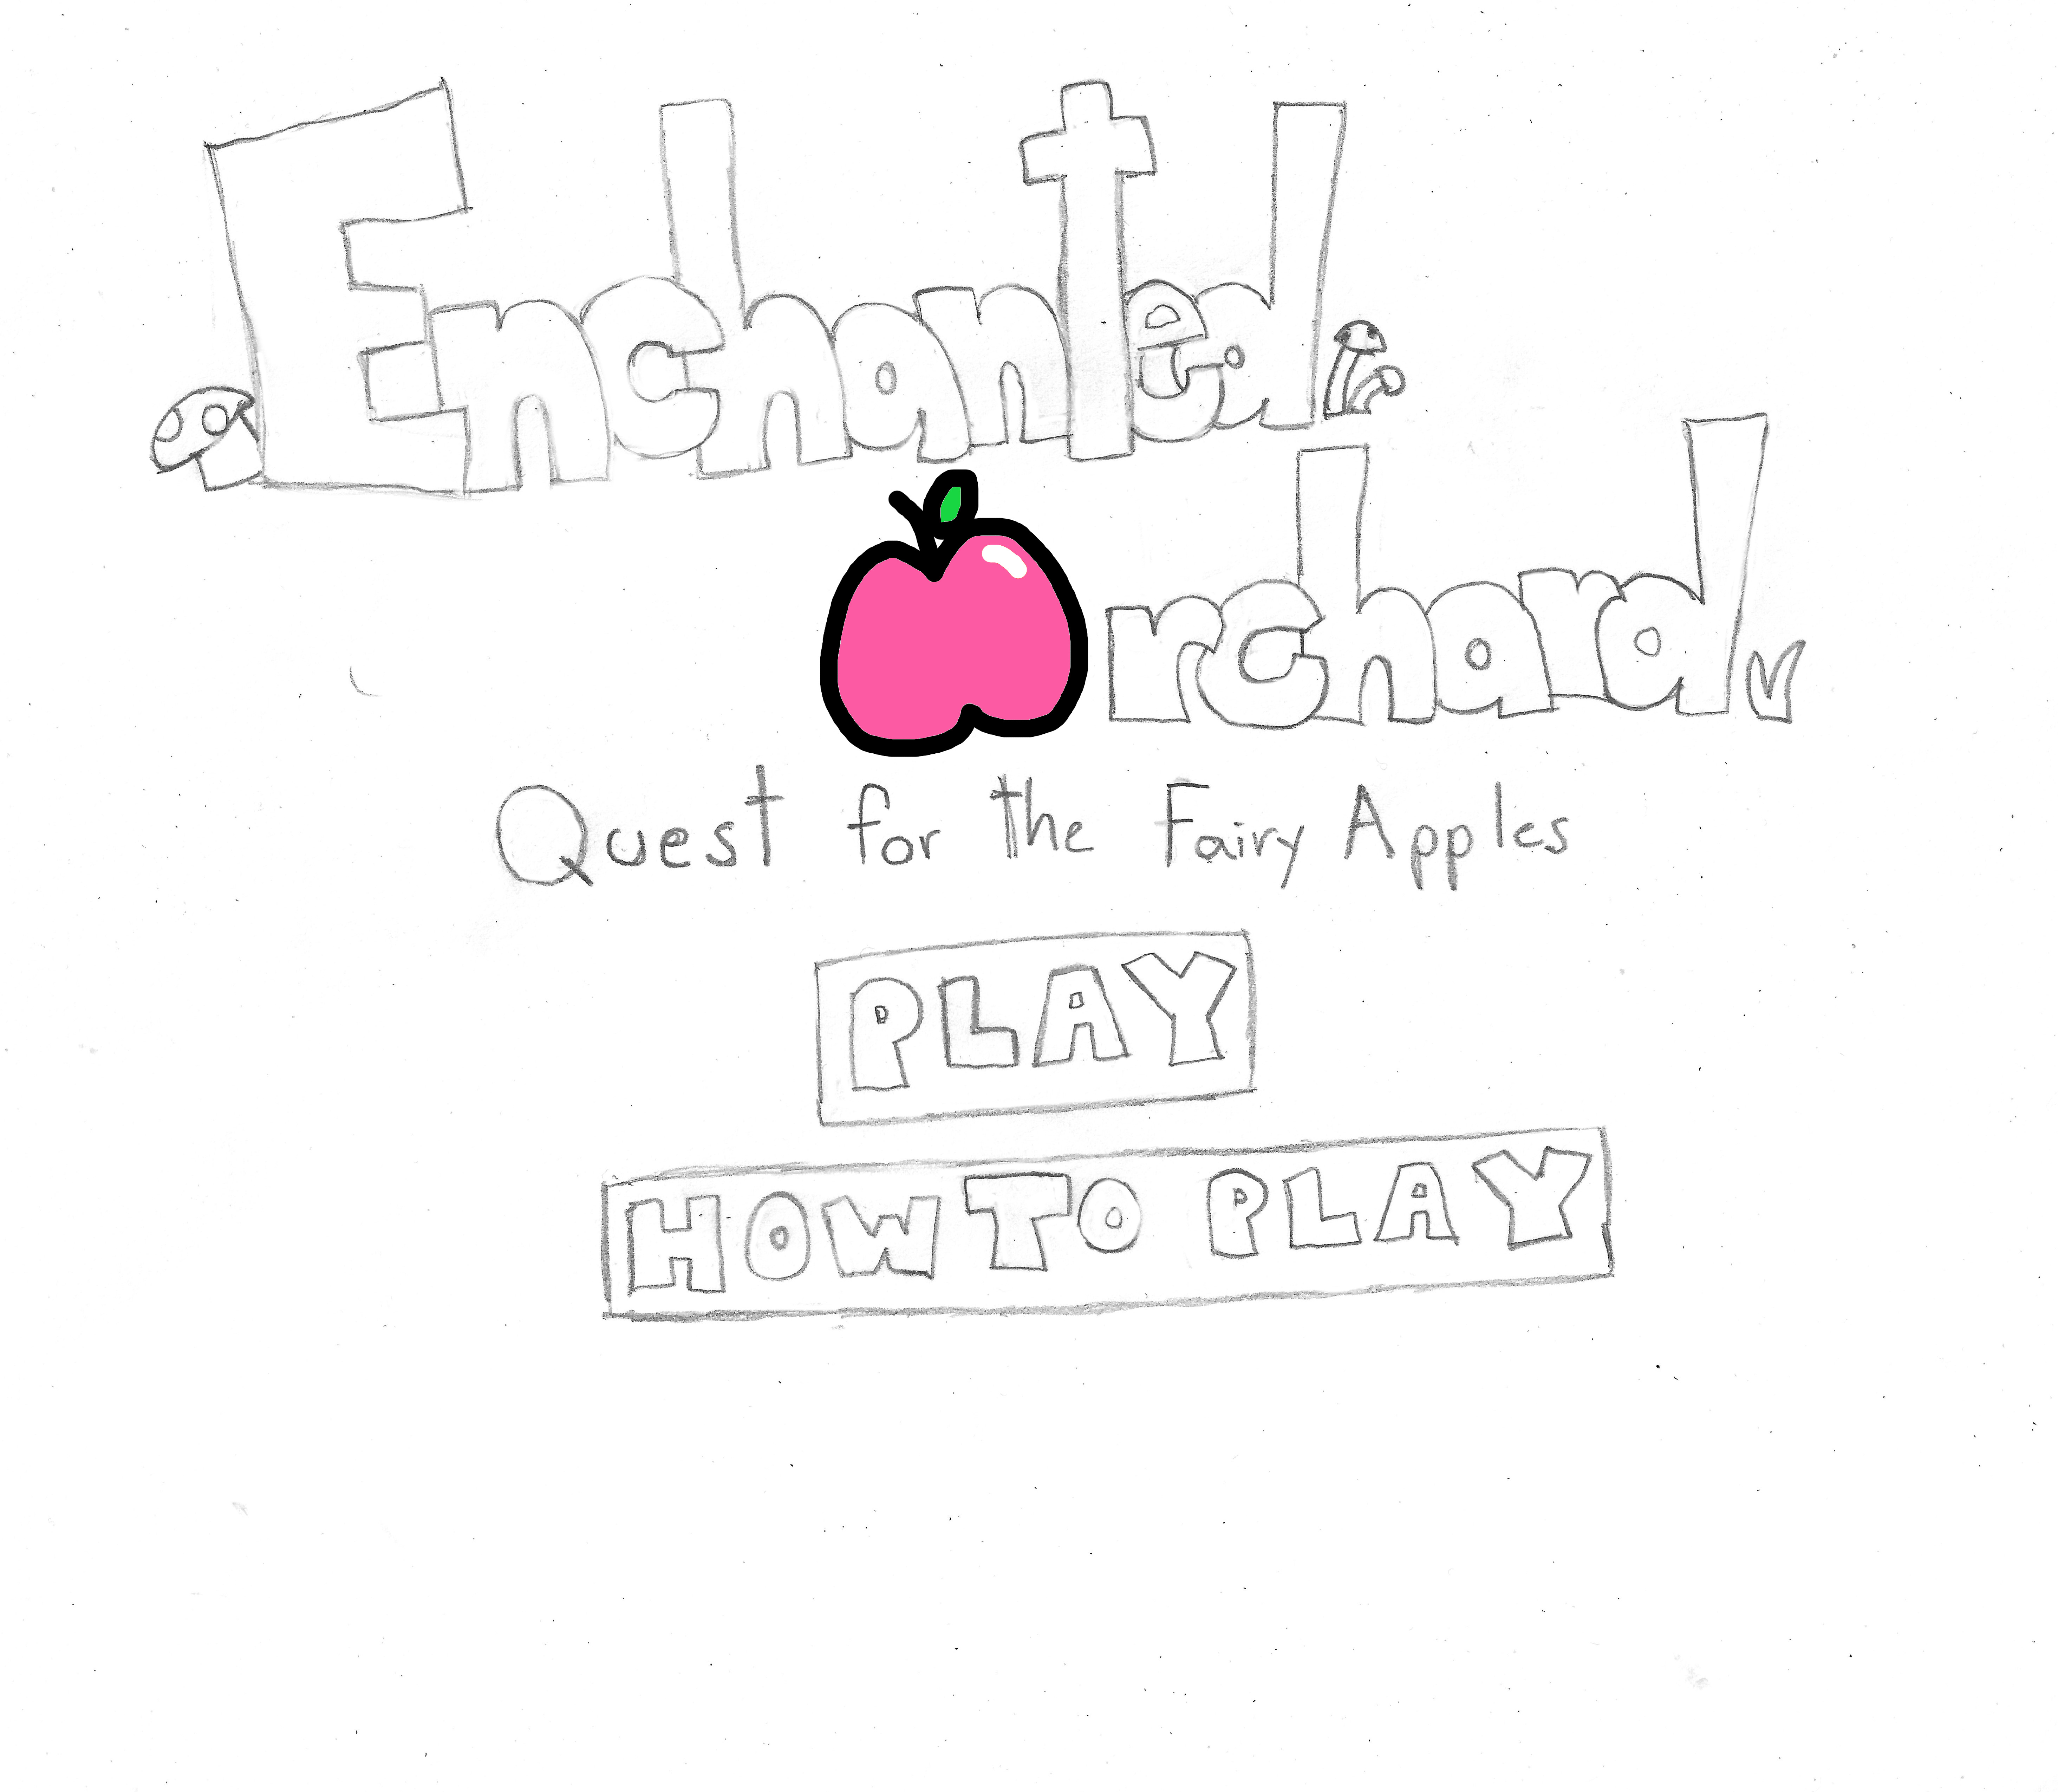 Enchanted
Orchard
Quest for the Fairy Apples
PLAY
HOW TO PLAY